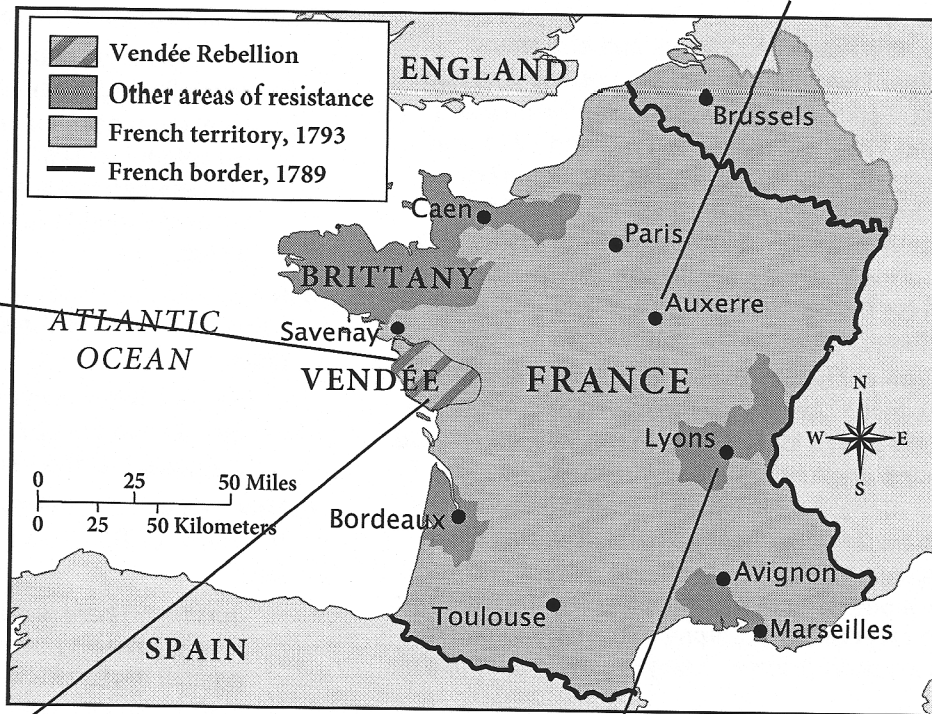 Vendée Rebellion
Other areas of resistance
French territory, 1793
French border, 1789
ENGLAND
Brussels
Caen
Paris
BRITTANY
Auxerre
ATLANTIC
OCEAN
Savenay
VENDÉE
FRANCE
N
W E
S
Lyons
0 25 50 Miles
0 25 50 Kilometers
Bordeaux
Avignon
Toulouse
Marseilles
SPAIN